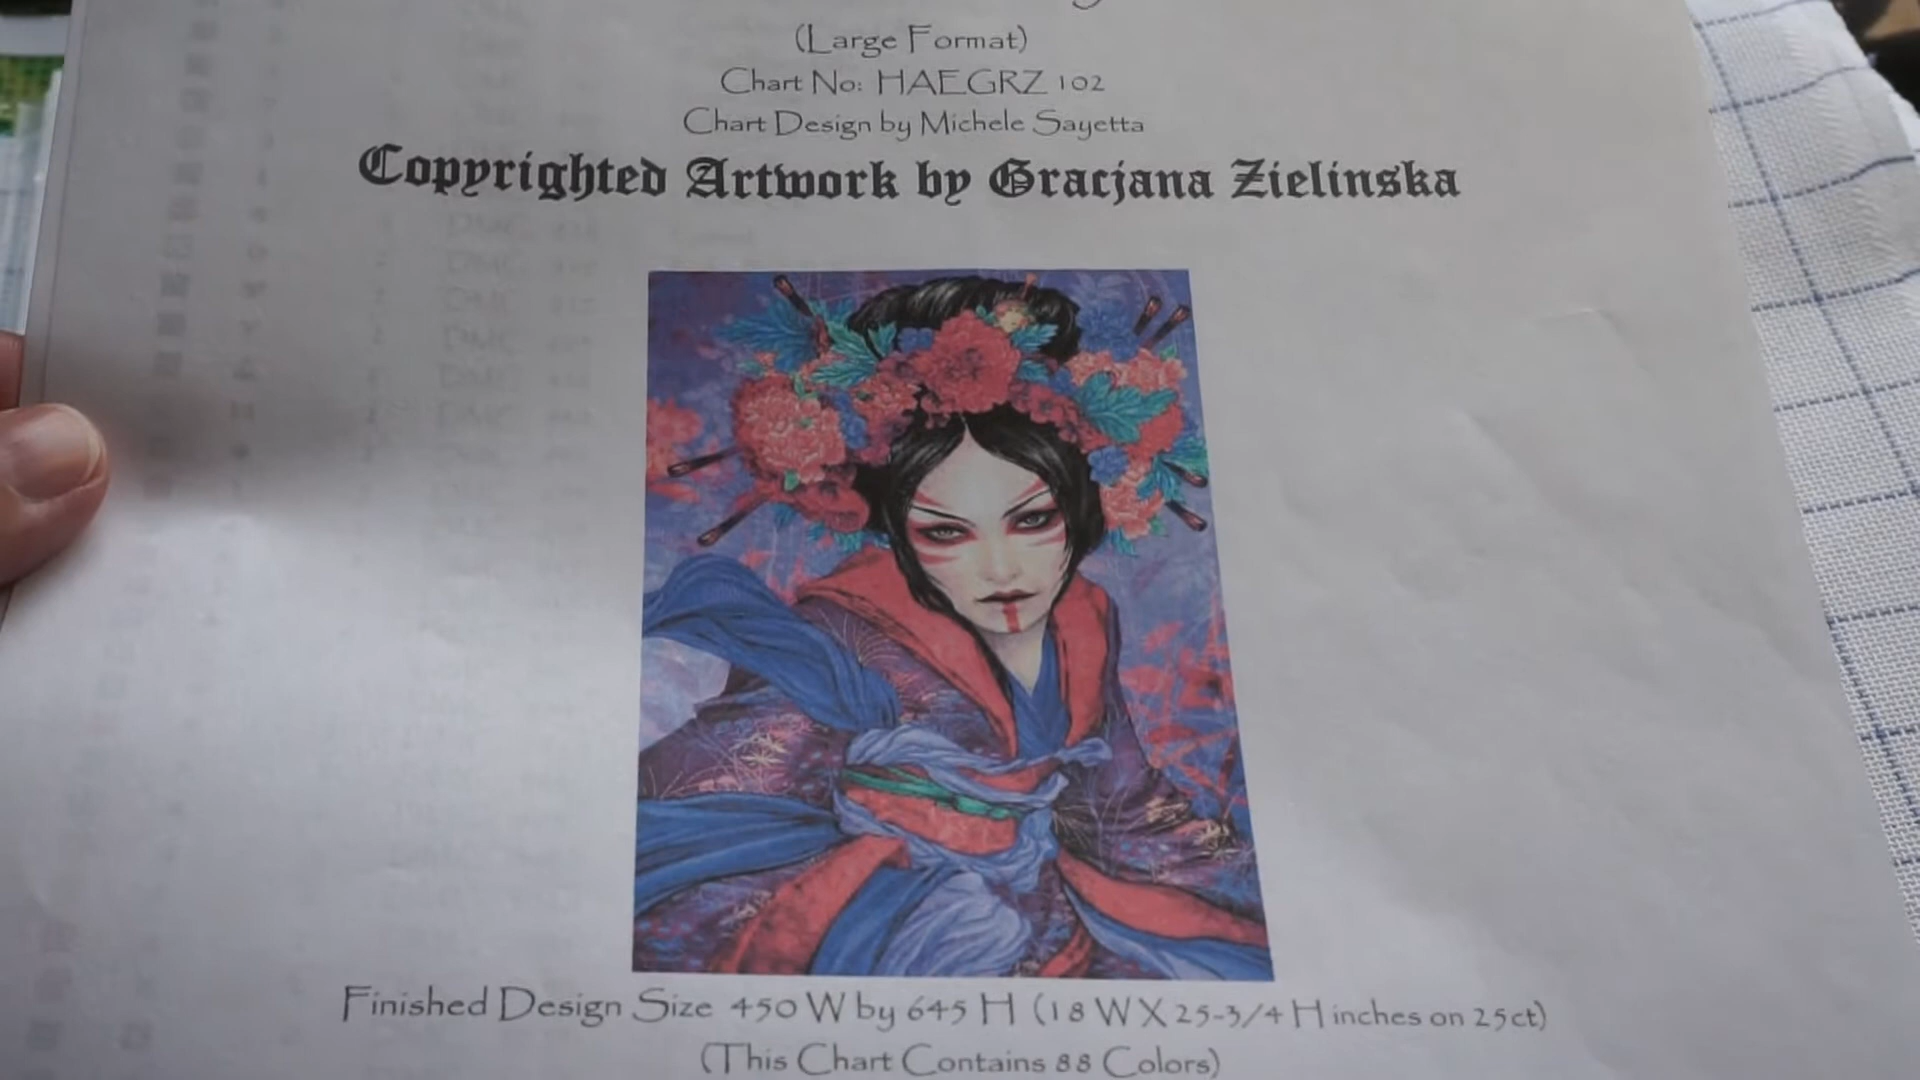 (Large Format)
Chart No: HAEGRZ 102
Chart Design by Michele Sayetta
Copyrighted Artwork by Gracjana Zielinska
Finished Design Size 450 W by 645 H (18 W X 25-3/4 H inches on 25ct)
(This Chart Contains 88 Colors)